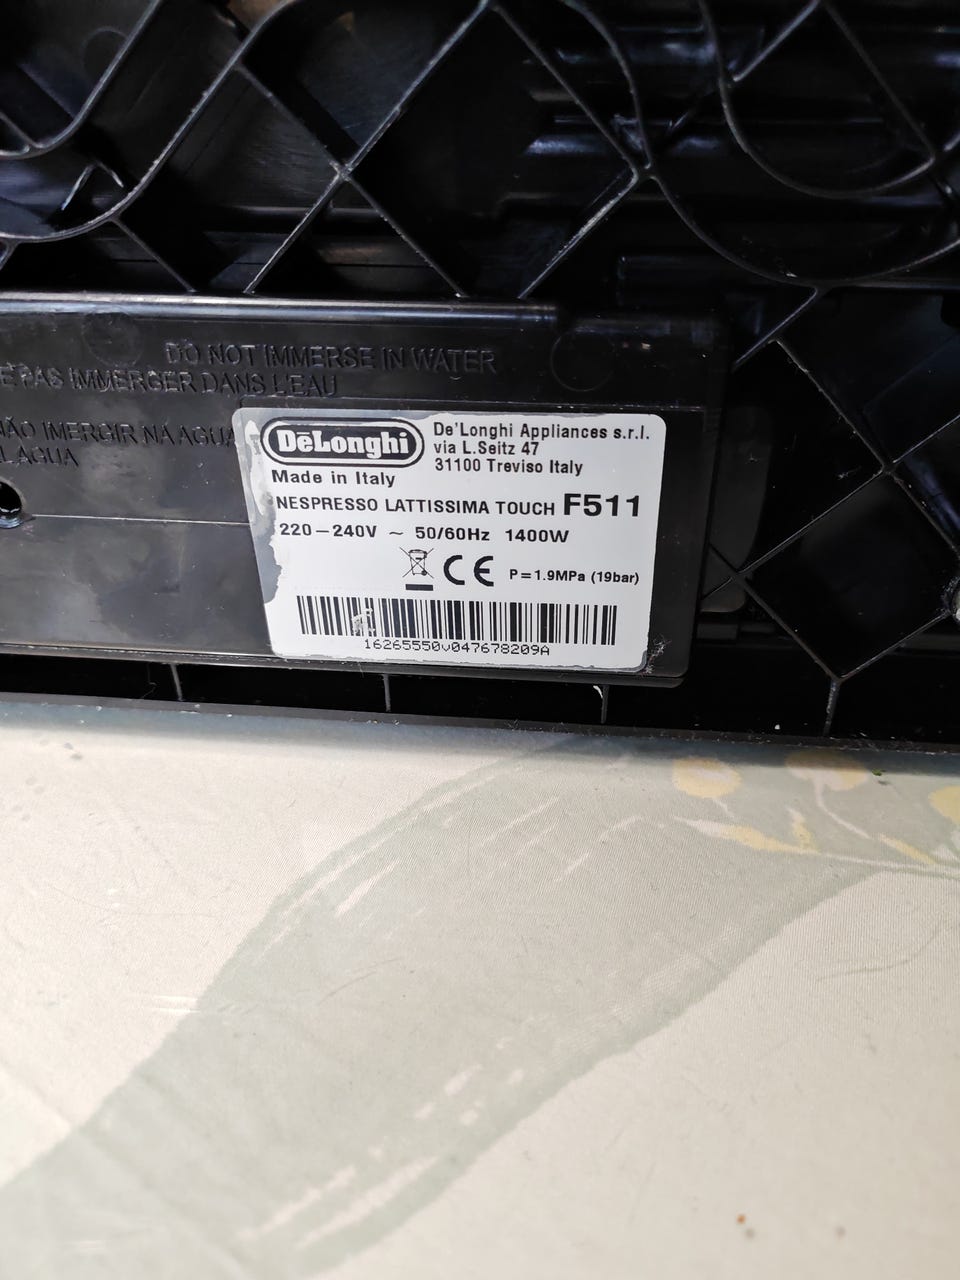 DO NOT IMMERSE IN WATER
E PAS IMMERGER DANS L'EAU
NÃO IMERGIR NA AGUA
L'AGUA
DēLonghi
De'Longhi Appliances s.r.l.
via L.Seitz 47
31100 Treviso Italy
Made in Italy
NESPRESSO LATTISSIMA TOUCH F511
220-240V ~ 50/60Hz 1400W
CE P=1.9MPa (19bar)
16265550v047678209A